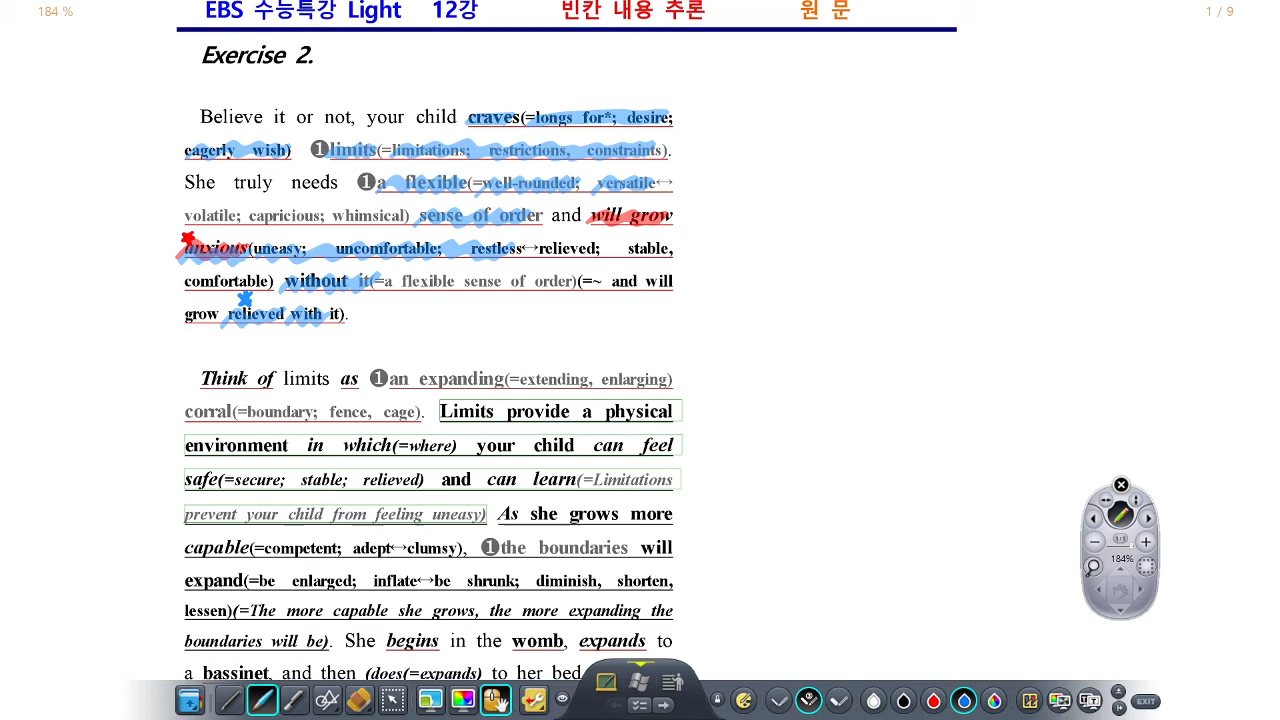 184 %
EBS 수능특강 Light 12강 빈칸 내용 추론 원 문
1 / 9
Exercise 2.
Believe it or not, your child craves(=longs for*; desire;
eagerly wish) ❶limits(=limitations; restrictions, constraints).
She truly needs ❶a flexible(=well-rounded; versatile↔
volatile; capricious; whimsical) sense of order and will grow
anxious(uneasy; uncomfortable; restless↔relieved; stable,
comfortable) without it(=a flexible sense of order)(=~ and will
grow relieved with it).
Think of limits as ❶an expanding(=extending, enlarging)
corral(=boundary; fence, cage). Limits provide a physical
environment in which(=where) your child can feel
safe(=secure; stable; relieved) and can learn(=Limitations
prevent your child from feeling uneasy) As she grows more
capable(=competent; adept↔clumsy), ❶the boundaries will
expand(=be enlarged; inflate↔be shrunk; diminish, shorten,
lessen)(=The more capable she grows, the more expanding the
boundaries will be). She begins in the womb, expands to
a bassinet, and then (does(=expands) to her bed
1:1
184%
EXIT